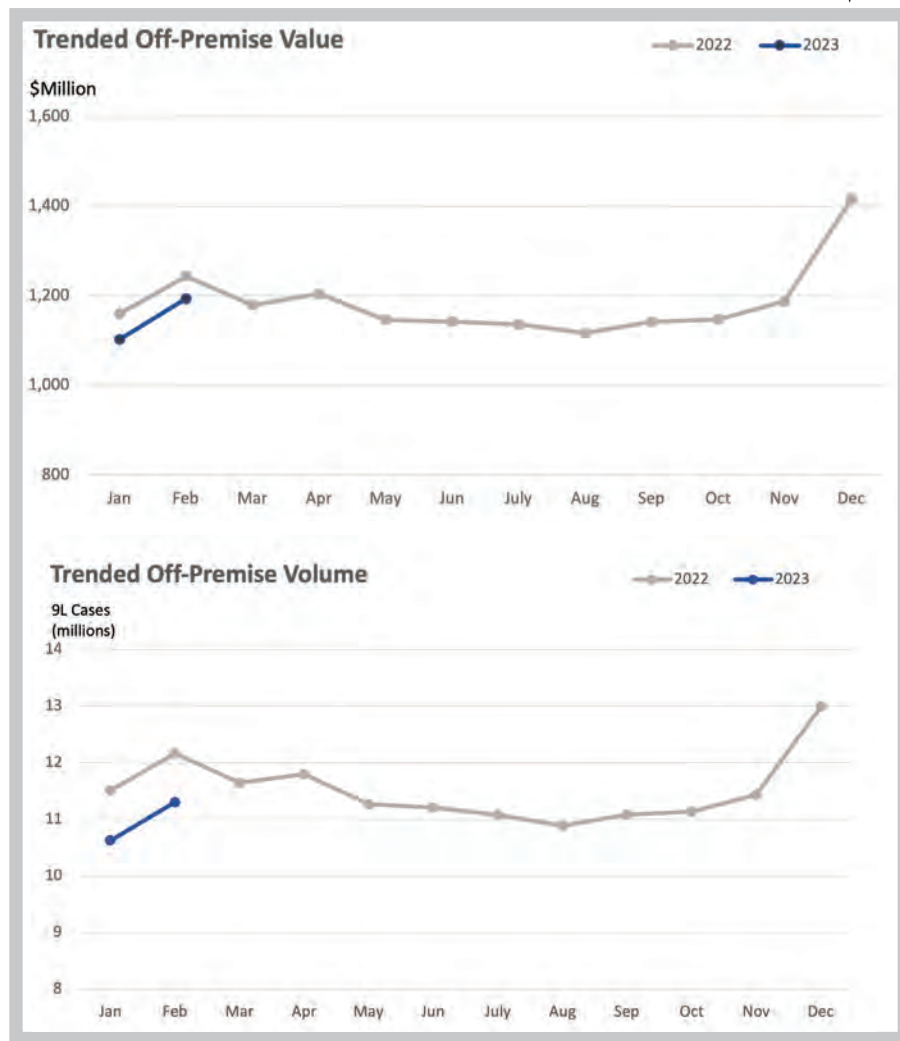 Trended Off-Premise Value
2022 2023
$Million
1,600
1,400
1,200
1,000
800
Jan Feb Mar Apr May Jun July Aug Sep Oct Nov Dec
Trended Off-Premise Volume
2022 2023
9L Cases
(millions)
14
13
12
11
10
9
8
Jan Feb Mar Apr May Jun July Aug Sep Oct Nov Dec